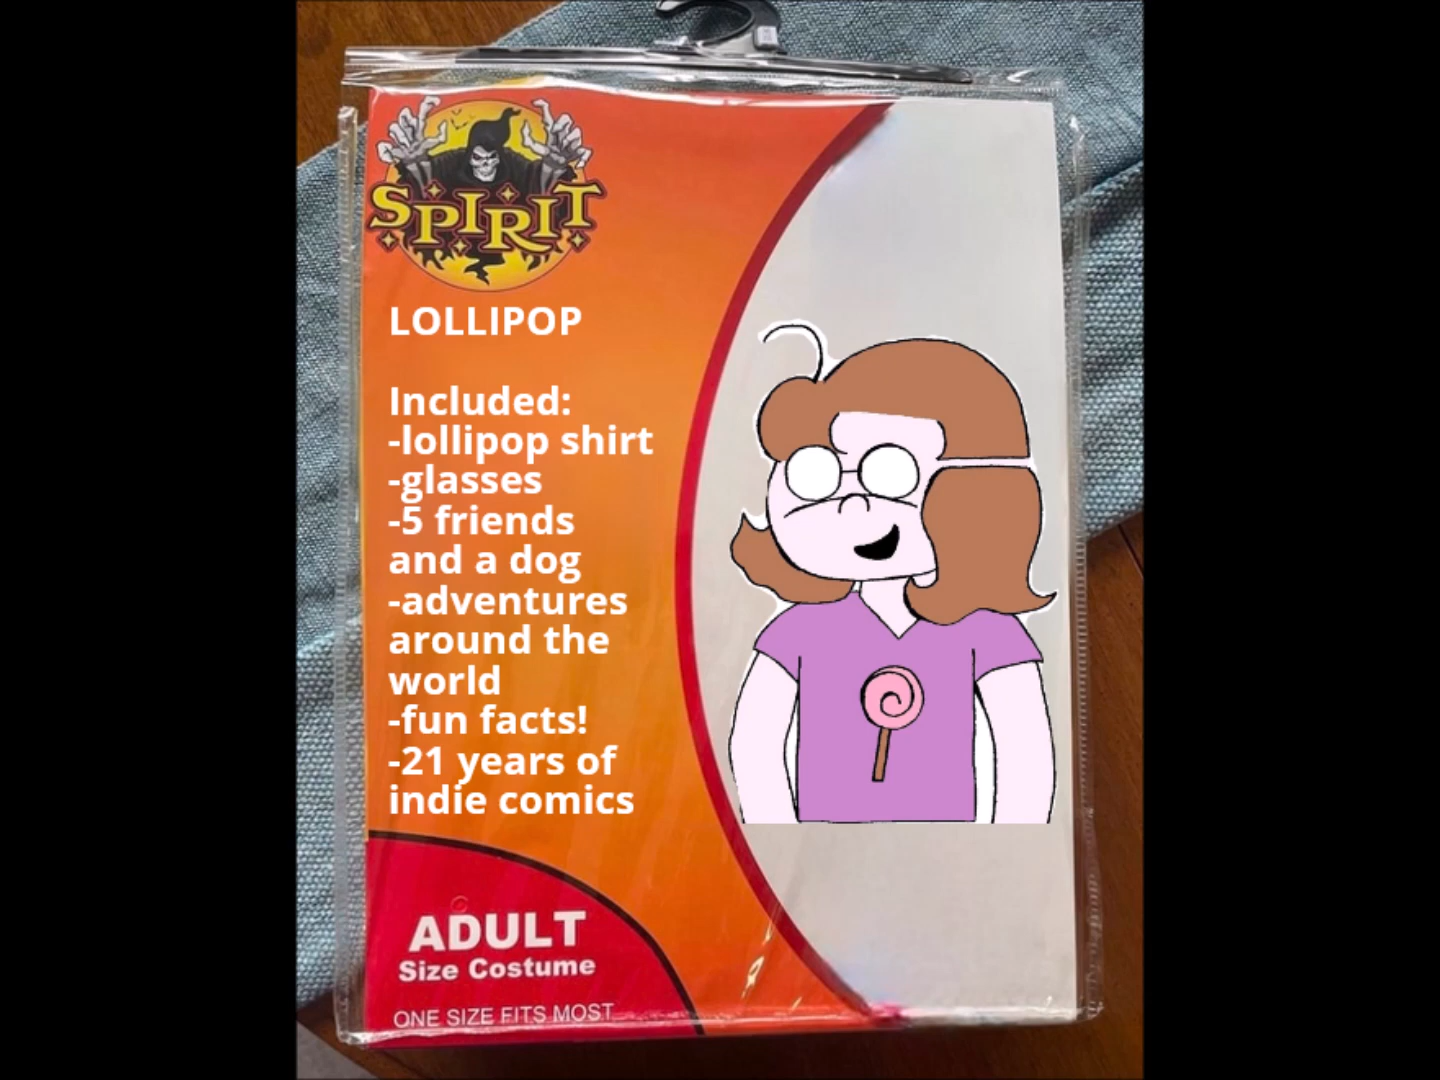 SPIRIT
LOLLIPOP
Included:
-lollipop shirt
-glasses
-5 friends
and a dog
-adventures
around the
world
-fun facts!
-21 years of
indie comics
ADULT
Size Costume
ONE SIZE FITS MOST